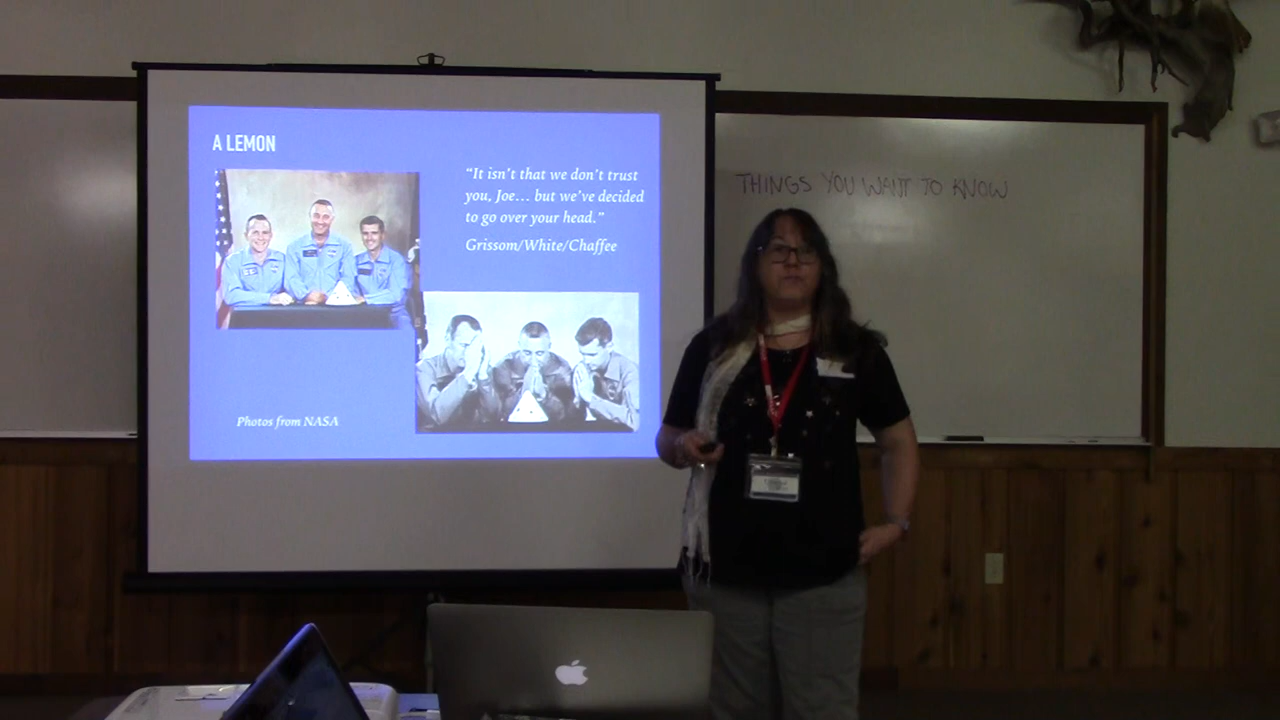 A LEMON
"It isn't that we don't trust
you, Joe... but we've decided
to go over your head."
Grissom/White/Chaffee
Photos from NASA
THINGS YOU WANT TO KNOW